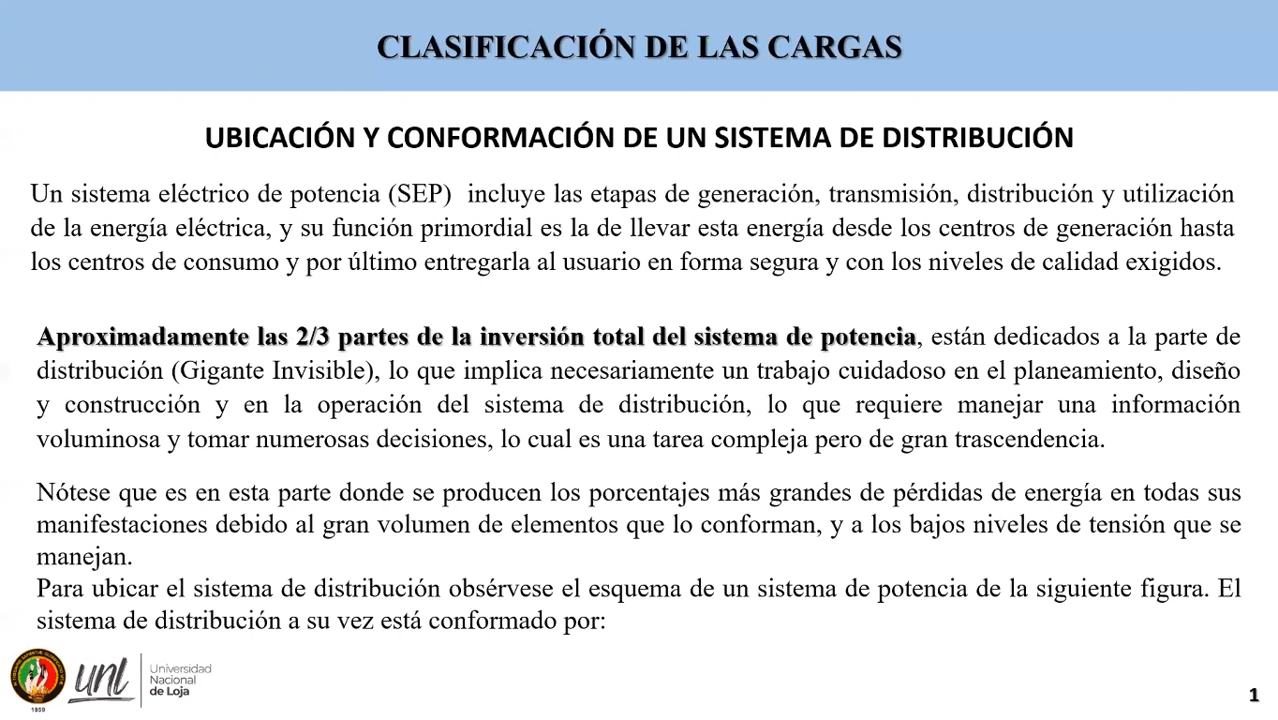 CLASIFICACIÓN DE LAS CARGAS
UBICACIÓN Y CONFORMACIÓN DE UN SISTEMA DE DISTRIBUCIÓN
Un sistema eléctrico de potencia (SEP) incluye las etapas de generación, transmisión, distribución y utilización
de la energía eléctrica, y su función primordial es la de llevar esta energía desde los centros de generación hasta
los centros de consumo y por último entregarla al usuario en forma segura y con los niveles de calidad exigidos.
Aproximadamente las 2/3 partes de la inversión total del sistema de potencia, están dedicados a la parte de
distribución (Gigante Invisible), lo que implica necesariamente un trabajo cuidadoso en el planeamiento, diseño
y construcción y en la operación del sistema de distribución, lo que requiere manejar una información
voluminosa y tomar numerosas decisiones, lo cual es una tarea compleja pero de gran trascendencia.
Nótese que es en esta parte donde se producen los porcentajes más grandes de pérdidas de energía en todas sus
manifestaciones debido al gran volumen de elementos que lo conforman, y a los bajos niveles de tensión que se
manejan.
Para ubicar el sistema de distribución obsérvese el esquema de un sistema de potencia de la siguiente figura. El
sistema de distribución a su vez está conformado por:
1859
unl
Universidad
Nacional
de Loja
1